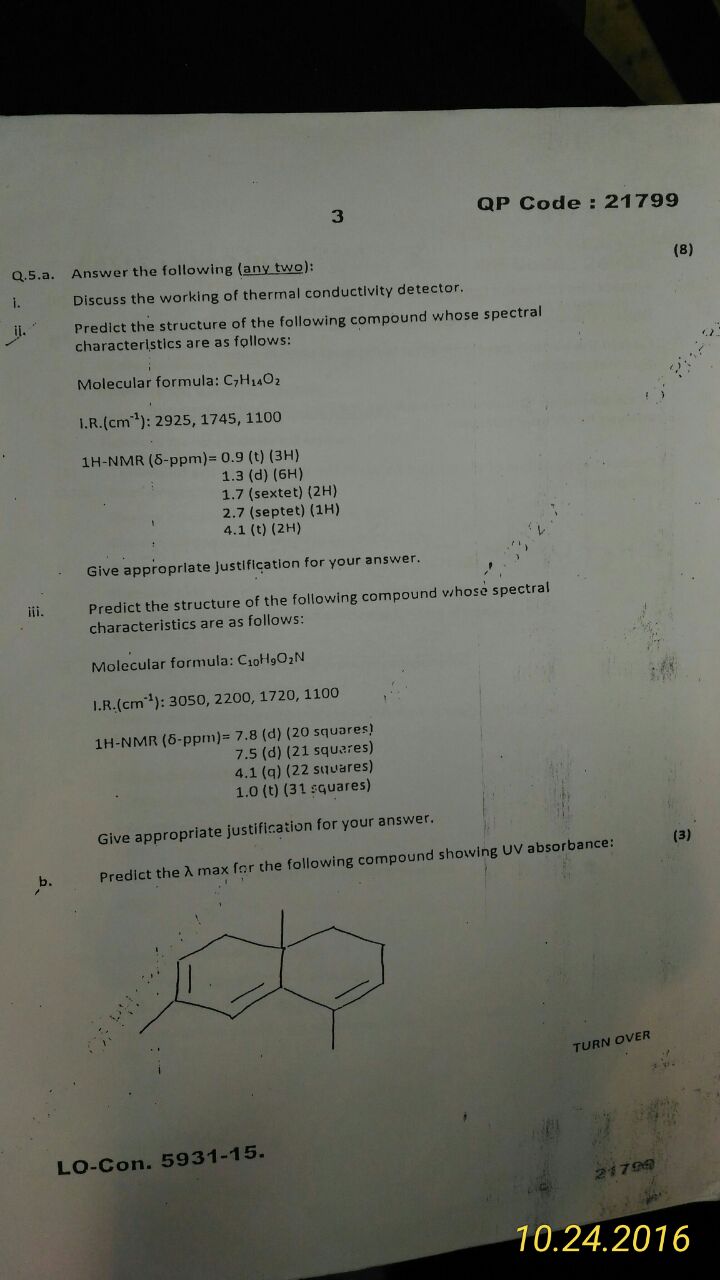 3
QP Code : 21799
(8)
Q.5.a. Answer the following (any two):
i. Discuss the working of thermal conductivity detector.
ii. Predict the structure of the following compound whose spectral
characteristics are as follows:
Molecular formula: C₇H₁₄O₂
I.R.(cm⁻¹): 2925, 1745, 1100
1H-NMR (δ-ppm)= 0.9 (t) (3H)
1.3 (d) (6H)
1.7 (sextet) (2H)
2.7 (septet) (1H)
4.1 (t) (2H)
Give appropriate justification for your answer.
iii. Predict the structure of the following compound whose spectral
characteristics are as follows:
Molecular formula: C₁₀H₉O₂N
I.R.(cm⁻¹): 3050, 2200, 1720, 1100
1H-NMR (δ-ppm)= 7.8 (d) (20 squares)
7.5 (d) (21 squares)
4.1 (q) (22 squares)
1.0 (t) (31 squares)
Give appropriate justification for your answer.
b. Predict the λ max for the following compound showing UV absorbance: (3)
TURN OVER
LO-Con. 5931-15.
21799
10.24.2016